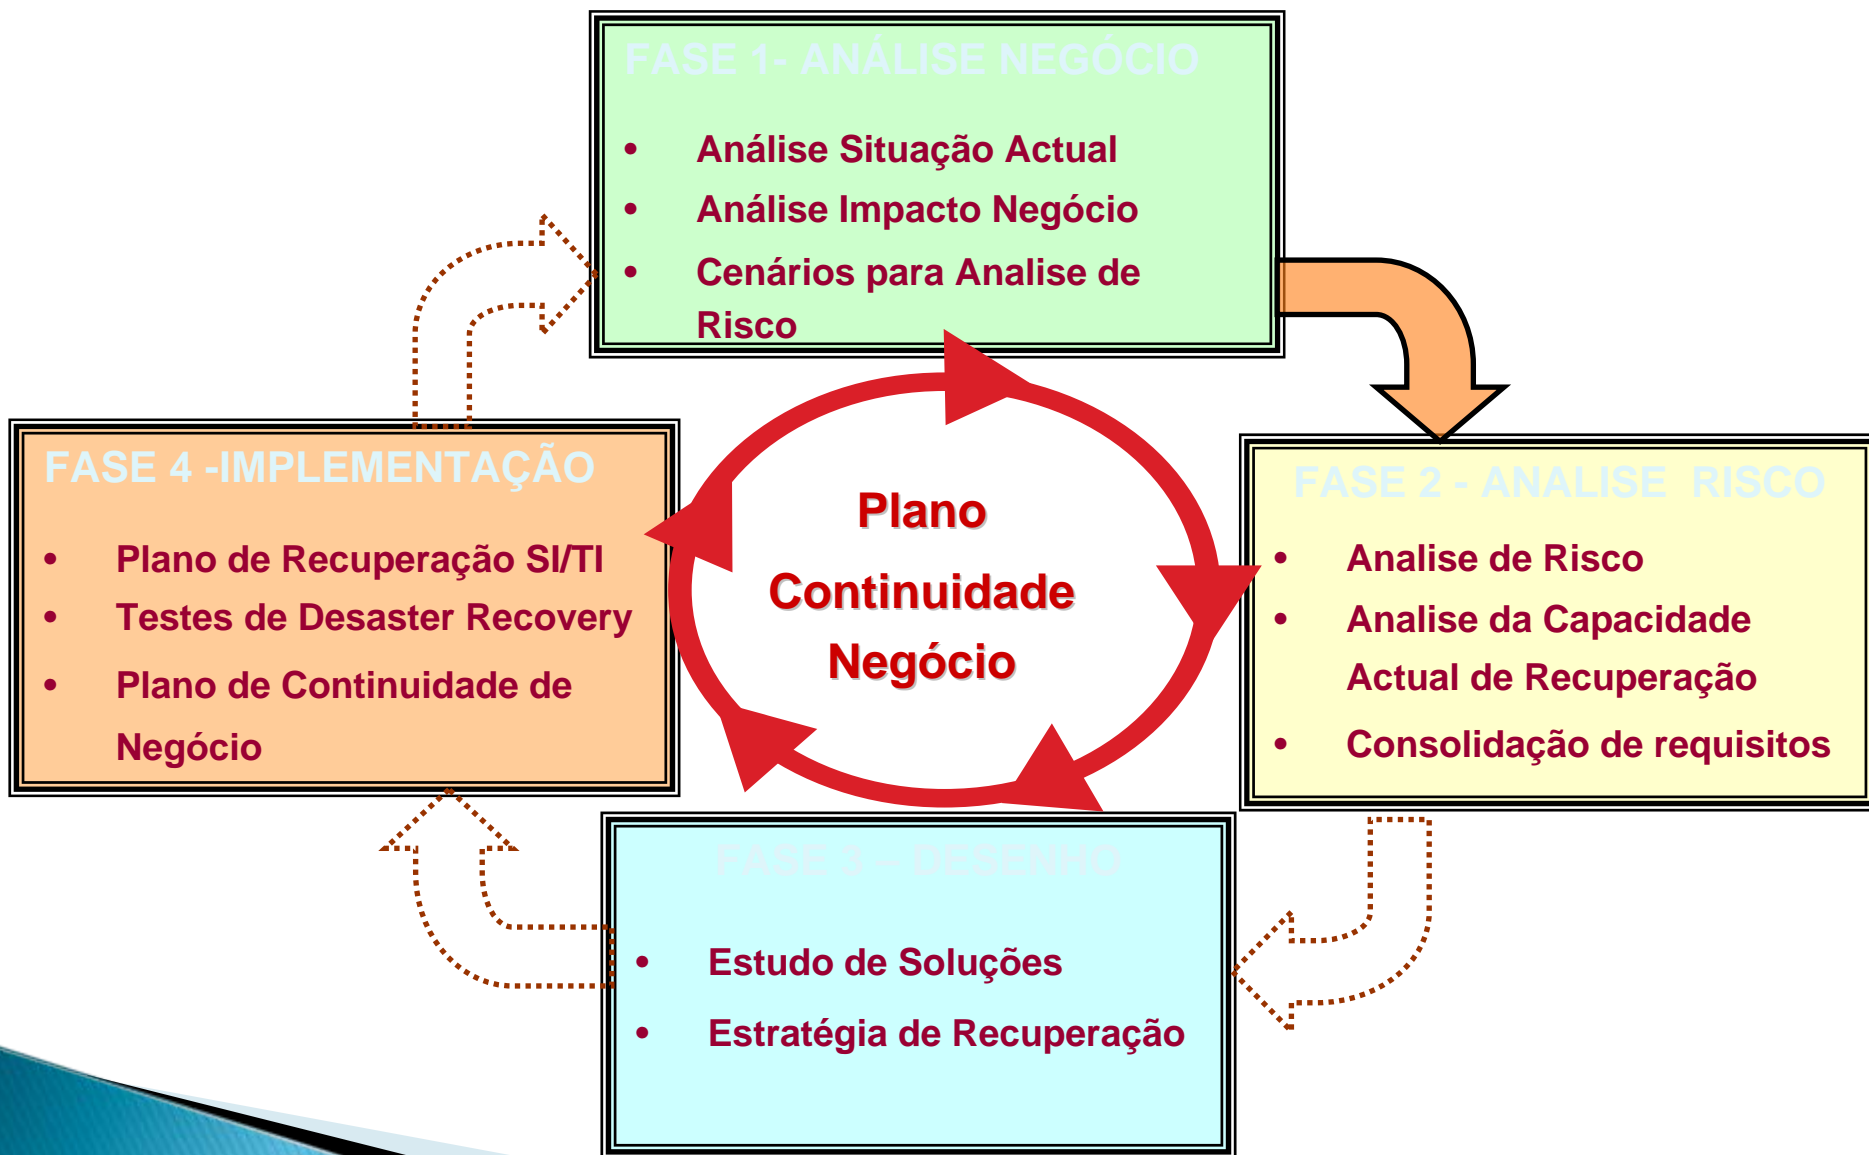 FASE 1- ANÁLISE NEGÓCIO
• Análise Situação Actual
• Análise Impacto Negócio
• Cenários para Analise de
Risco
FASE 4 -IMPLEMENTAÇÃO
• Plano de Recuperação SI/TI
• Testes de Desaster Recovery
• Plano de Continuidade de
Negócio
Plano
Continuidade
Negócio
FASE 2 - ANALISE RISCO
• Analise de Risco
• Analise da Capacidade
Actual de Recuperação
• Consolidação de requisitos
FASE 3 – DESENHO
• Estudo de Soluções
• Estratégia de Recuperação